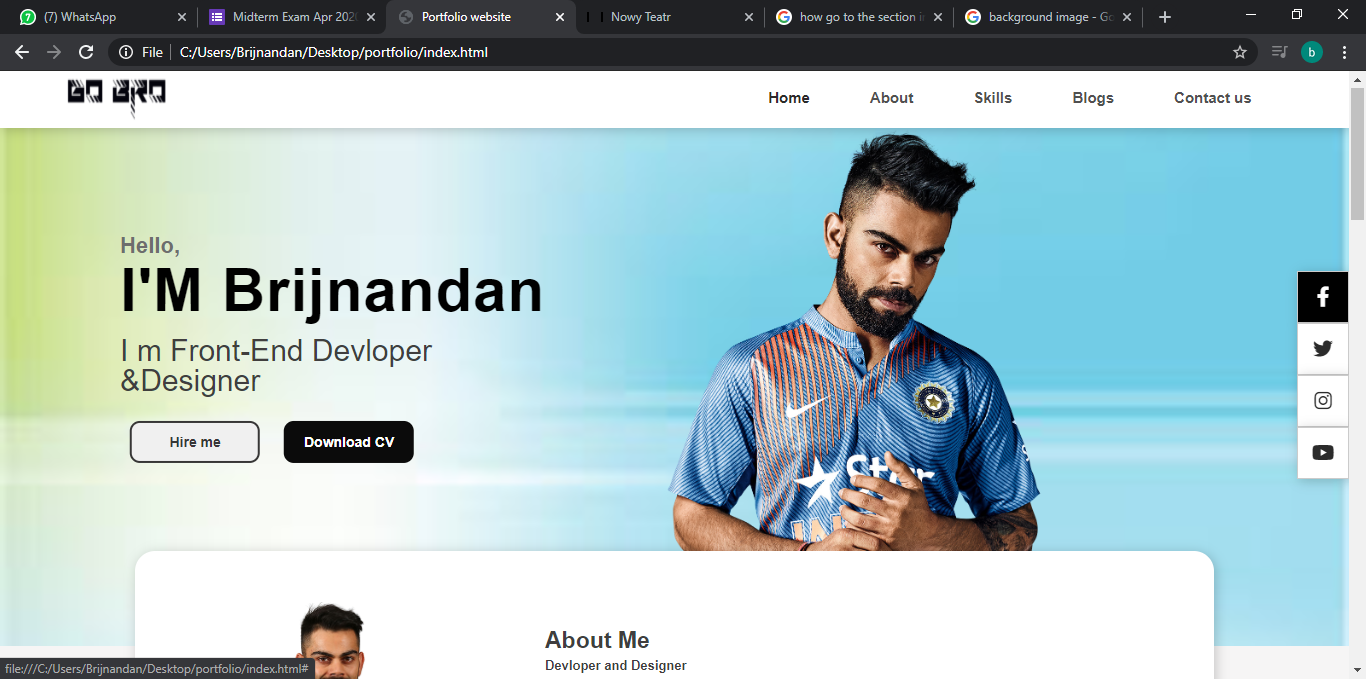 (7) WhatsApp
Midterm Exam Apr 202
Portfolio website
Nowy Teatr
how go to the section i
background image - Go
File
C:/Users/Brijnandan/Desktop/portfolio/index.html
b
GO BRO
Home
About
Skills
Blogs
Contact us
Hello,
I'M Brijnandan
I m Front-End Devloper
&Designer
Hire me
Download CV
Star
About Me
Devloper and Designer
file:///C:/Users/Brijnandan/Desktop/portfolio/index.html#